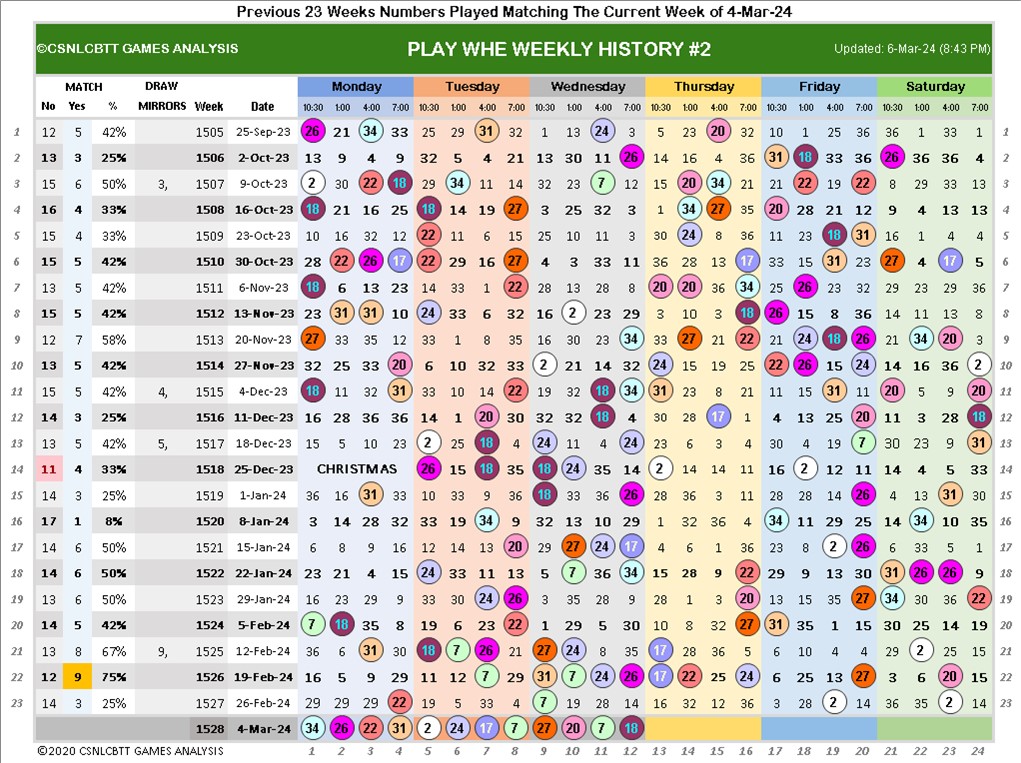 Previous 23 Weeks Numbers Played Matching The Current Week of 4-Mar-24
©CSNLCBTT GAMES ANALYSIS PLAY WHE WEEKLY HISTORY #2 Updated: 6-Mar-24 (8:43 PM)
MATCH DRAW Monday Tuesday Wednesday Thursday Friday Saturday
No Yes % MIRRORS Week Date 10:30 1:00 4:00 7:00 10:30 1:00 4:00 7:00 10:30 1:00 4:00 7:00 10:30 1:00 4:00 7:00 10:30 1:00 4:00 7:00 10:30 1:00 4:00 7:00
1 12 5 42% 1505 25-Sep-23 26 21 34 33 25 29 31 32 1 13 24 3 5 23 20 32 10 1 25 36 36 1 33 1 1
2 13 3 25% 1506 2-Oct-23 13 9 4 9 32 5 4 21 13 30 11 26 14 16 4 36 31 18 33 36 26 36 36 4 2
3 15 6 50% 3, 1507 9-Oct-23 2 30 22 18 29 34 11 14 32 23 7 12 15 20 34 21 21 22 19 22 8 29 33 13 3
4 16 4 33% 1508 16-Oct-23 18 21 16 25 18 14 19 27 3 25 32 3 1 34 27 35 20 28 21 12 9 4 13 13 4
5 15 4 33% 1509 23-Oct-23 10 16 32 12 22 11 6 15 25 10 11 3 30 24 8 36 11 23 18 31 16 1 4 4 5
6 15 5 42% 1510 30-Oct-23 28 22 26 17 22 29 16 27 4 3 33 11 36 28 13 17 33 15 31 23 27 4 17 5 6
7 13 5 42% 1511 6-Nov-23 18 6 13 23 14 33 1 22 28 13 28 8 20 20 36 34 25 26 23 32 23 29 29 36 7
8 15 5 42% 1512 13-Nov-23 23 31 31 10 24 33 6 32 16 2 23 29 3 10 3 18 26 15 8 36 14 11 13 8 8
9 12 7 58% 1513 20-Nov-23 27 33 35 12 33 1 8 35 16 30 23 34 33 27 21 22 21 24 18 26 21 34 20 3 9
10 13 5 42% 1514 27-Nov-23 32 25 33 20 6 10 32 33 2 21 14 32 24 15 19 25 22 26 15 24 14 16 36 2 10
11 15 5 42% 4, 1515 4-Dec-23 18 11 32 31 33 10 14 22 32 11 18 34 31 23 8 21 19 15 31 11 20 5 9 20 11
12 14 3 25% 1516 11-Dec-23 16 28 36 36 14 1 20 30 32 32 18 4 30 15 17 1 4 13 25 20 11 3 28 18 12
13 13 5 42% 5, 1517 18-Dec-23 15 5 10 23 2 25 18 4 24 11 4 24 23 6 3 4 30 4 19 7 30 23 9 31 13
14 11 4 33% 1518 25-Dec-23 CHRISTMAS 26 15 18 35 18 24 35 14 2 14 14 11 16 2 12 11 14 4 5 33 14
15 14 3 25% 1519 1-Jan-24 36 16 31 33 10 33 9 36 18 33 36 26 15 36 3 11 28 28 14 26 4 23 31 30 15
16 17 1 8% 1520 8-Jan-24 3 14 28 32 33 19 34 9 32 13 10 29 1 32 36 4 34 11 29 25 14 34 10 35 16
17 14 6 50% 1521 15-Jan-24 6 8 9 16 12 14 13 20 29 27 24 17 4 6 1 36 23 8 2 26 6 33 5 1 17
18 14 6 50% 1522 22-Jan-24 23 21 4 15 24 33 11 13 5 7 36 34 15 28 9 22 29 9 13 30 31 26 26 9 18
19 13 6 50% 1523 29-Jan-24 16 23 29 9 33 30 24 26 3 35 28 9 28 1 3 20 13 15 35 27 34 30 36 22 19
20 14 5 42% 1524 5-Feb-24 7 18 35 8 19 6 23 22 1 29 5 30 10 8 32 27 31 35 1 15 30 25 14 19 20
21 13 8 67% 9, 1525 12-Feb-24 36 6 31 30 18 7 26 21 27 24 8 35 17 28 36 5 6 10 4 4 29 2 25 15 21
22 12 9 75% 1526 19-Feb-24 16 5 9 29 11 12 7 29 31 7 24 26 17 22 25 24 6 25 13 27 3 6 20 15 22
23 14 3 25% 1527 26-Feb-24 29 29 29 22 19 5 33 4 7 19 28 14 16 32 12 36 3 28 2 14 36 35 2 14 23
1528 4-Mar-24 34 26 22 31 2 24 17 7 27 20 7 18
©2020 CSNLCBTT GAMES ANALYSIS 1 2 3 4 5 6 7 8 9 10 11 12 13 14 15 16 17 18 19 20 21 22 23 24